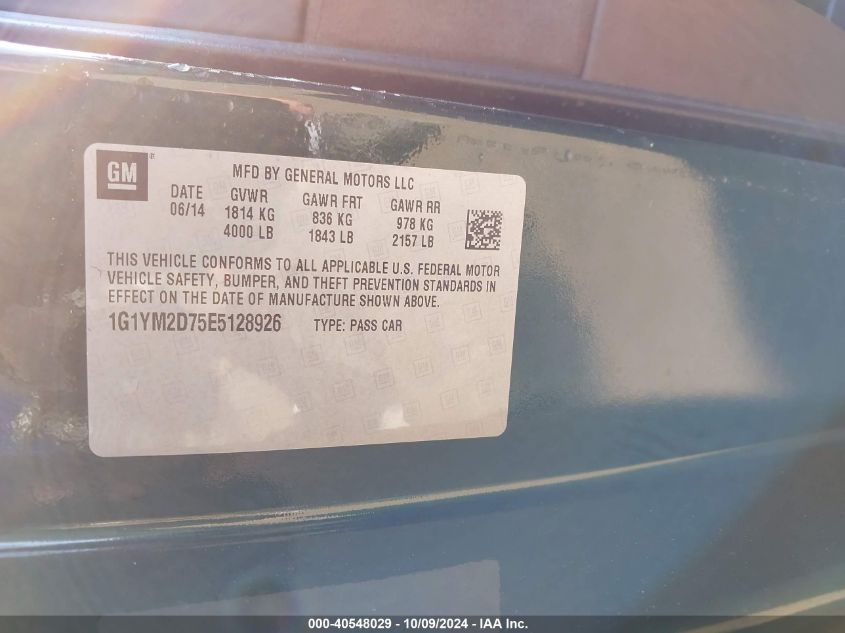 GM
MFD BY GENERAL MOTORS LLC
DATE GVWR GAWR FRT GAWR RR
06/14 1814 KG 836 KG 978 KG
4000 LB 1843 LB 2157 LB
THIS VEHICLE CONFORMS TO ALL APPLICABLE U.S. FEDERAL MOTOR
VEHICLE SAFETY, BUMPER, AND THEFT PREVENTION STANDARDS IN
EFFECT ON THE DATE OF MANUFACTURE SHOWN ABOVE.
1G1YM2D75E5128926 TYPE: PASS CAR
000-40548029 - 10/09/2024 - IAA Inc.